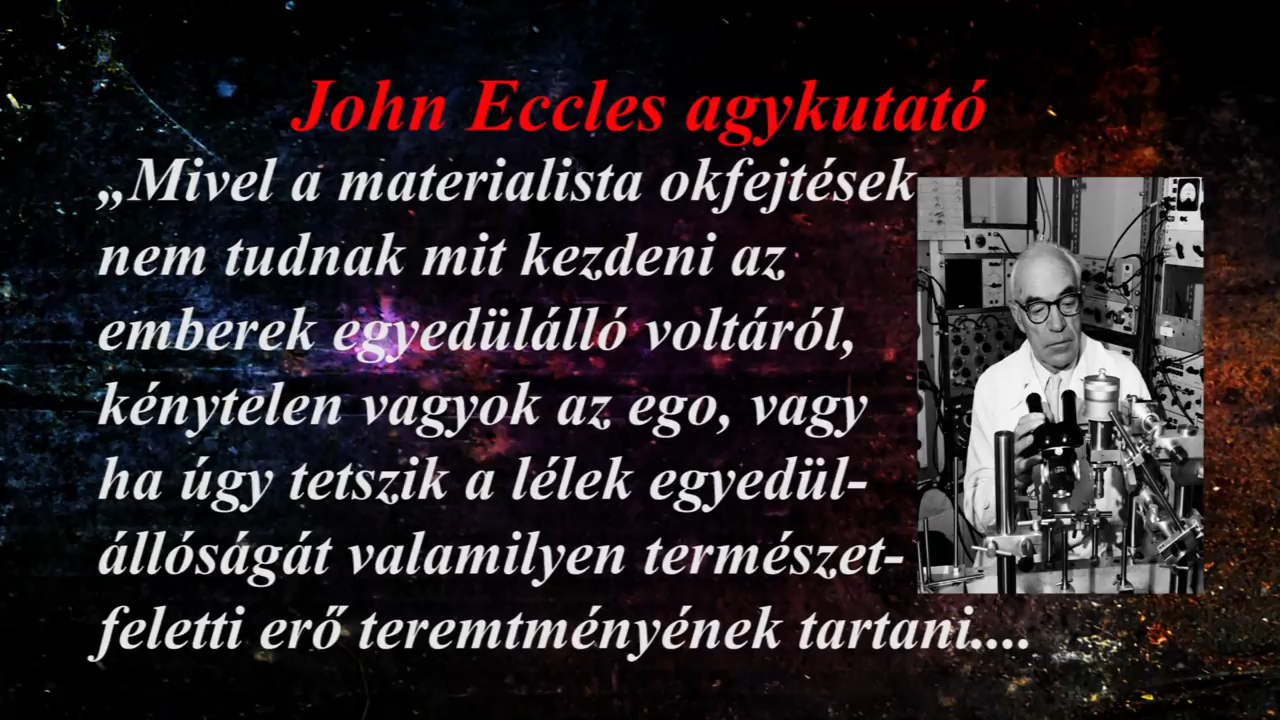 John Eccles agykutató
„Mivel a materialista okfejtések
nem tudnak mit kezdeni az
emberek egyedülálló voltáról,
kénytelen vagyok az ego, vagy
ha úgy tetszik a lélek egyedül-
állóságát valamilyen természet-
feletti erő teremtményének tartani....